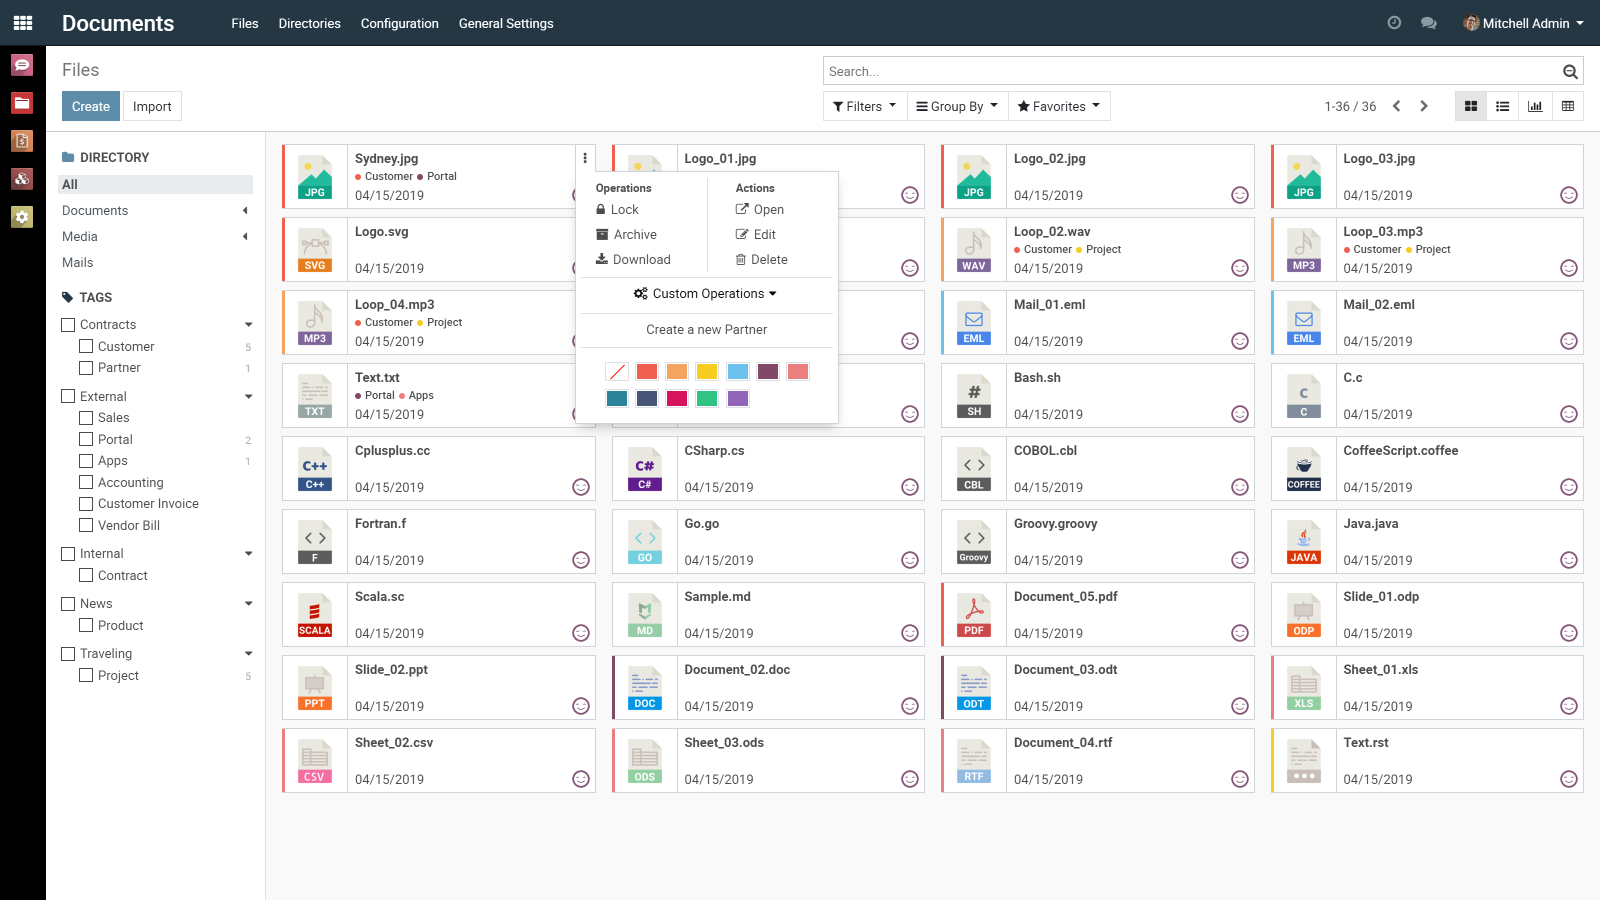 Documents
Files
Directories
Configuration
General Settings
Mitchell Admin
Files
Search...
Create
Import
Filters
Group By
Favorites
1-36 / 36
DIRECTORY
All
Documents
Media
Mails
TAGS
Contracts
Customer 5
Partner 1
External
Sales
Portal 2
Apps 1
Accounting
Customer Invoice
Vendor Bill
Internal
Contract
News
Product
Traveling
Project 5
JPG
Sydney.jpg
Customer Portal
04/15/2019
Logo_01.jpg
JPG
Logo_02.jpg
04/15/2019
JPG
Logo_03.jpg
04/15/2019
Operations
Lock
Archive
Download
Actions
Open
Edit
Delete
Custom Operations
Create a new Partner
SVG
Logo.svg
04/15/2019
WAV
Loop_02.wav
Customer Project
04/15/2019
MP3
Loop_03.mp3
Customer Project
04/15/2019
MP3
Loop_04.mp3
Customer Project
04/15/2019
EML
Mail_01.eml
04/15/2019
EML
Mail_02.eml
04/15/2019
TXT
Text.txt
Portal Apps
04/15/2019
#
SH
Bash.sh
04/15/2019
C
C
C.c
04/15/2019
C++
C++
Cplusplus.cc
04/15/2019
C#
C#
CSharp.cs
04/15/2019
CBL
COBOL.cbl
04/15/2019
COFFEE
CoffeeScript.coffee
04/15/2019
F
Fortran.f
04/15/2019
GO
Go.go
04/15/2019
Groovy
Groovy.groovy
04/15/2019
JAVA
Java.java
04/15/2019
SCALA
Scala.sc
04/15/2019
MD
Sample.md
04/15/2019
PDF
Document_05.pdf
04/15/2019
ODP
Slide_01.odp
04/15/2019
PPT
Slide_02.ppt
04/15/2019
DOC
Document_02.doc
04/15/2019
ODT
Document_03.odt
04/15/2019
XLS
Sheet_01.xls
04/15/2019
CSV
Sheet_02.csv
04/15/2019
ODS
Sheet_03.ods
04/15/2019
RTF
Document_04.rtf
04/15/2019
Text.rst
04/15/2019